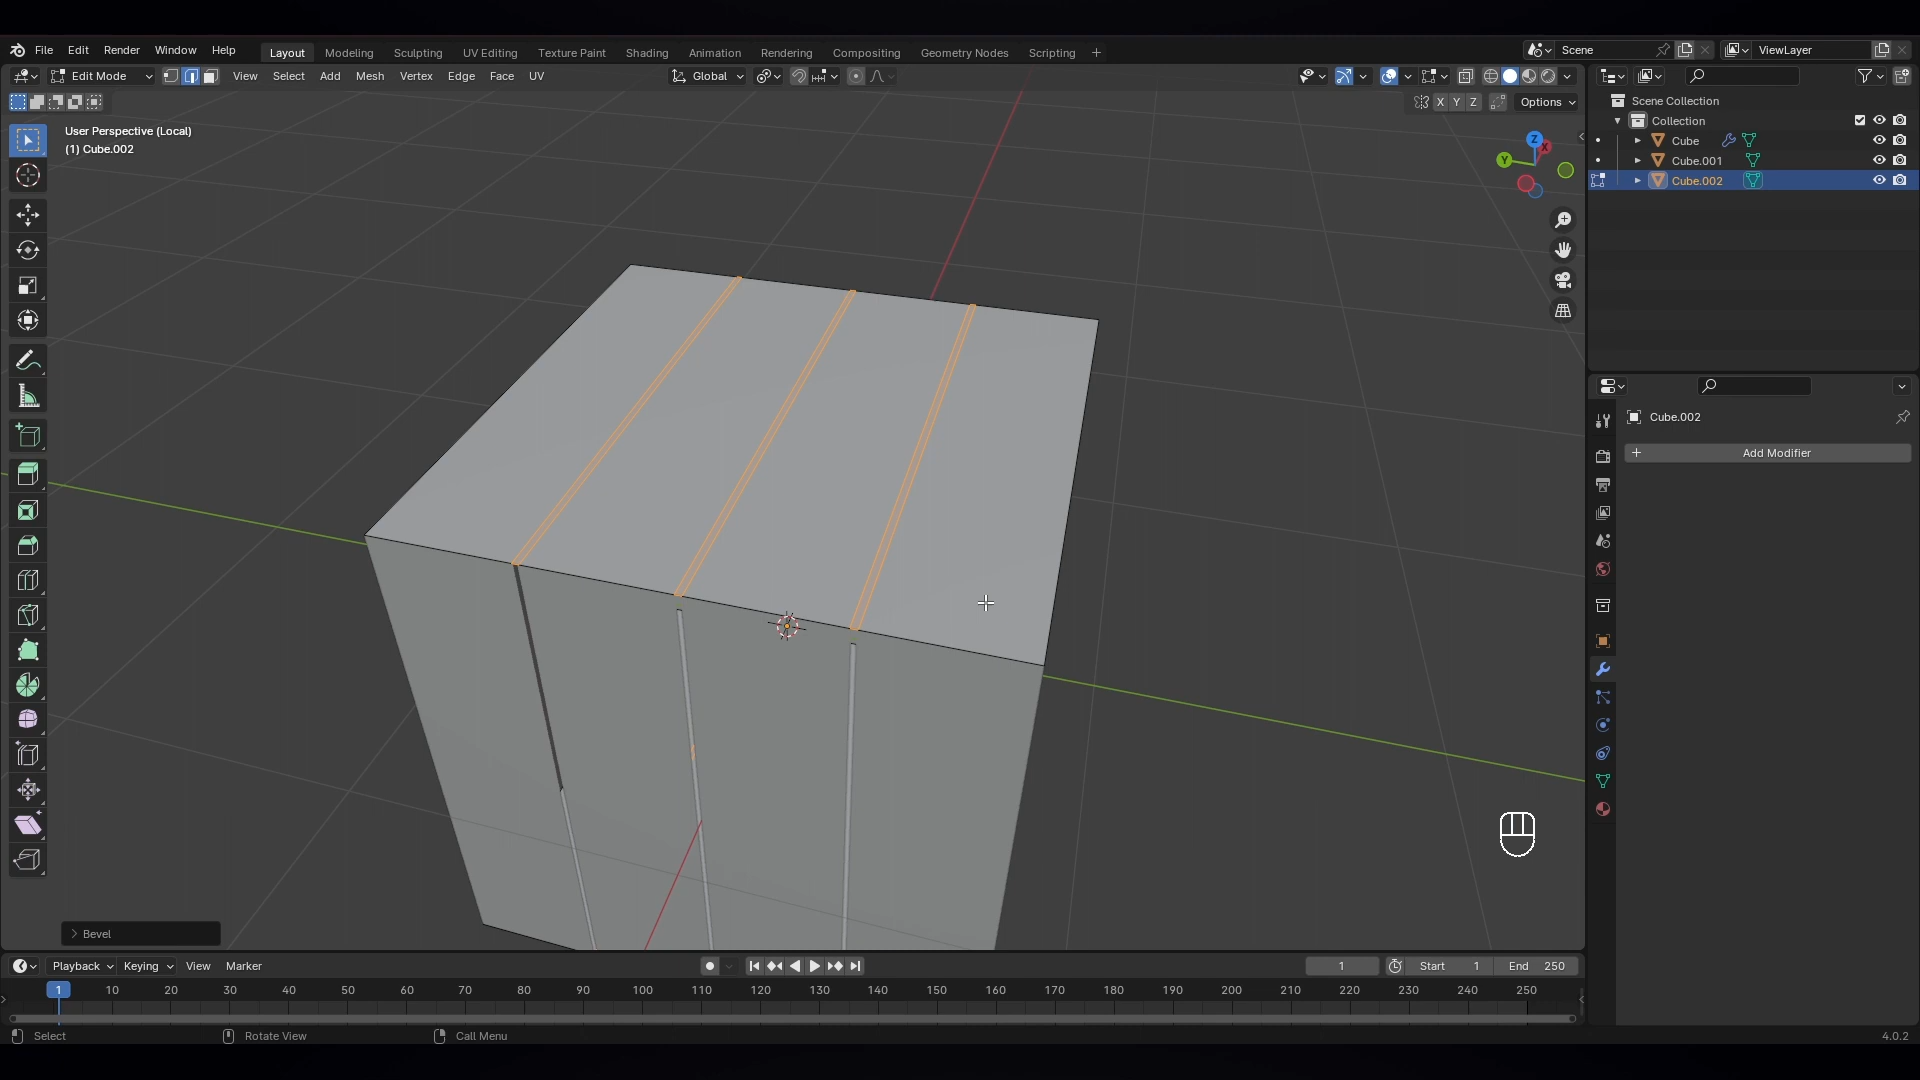 File Edit Render Window Help Layout Modeling Sculpting UV Editing Texture Paint Shading Animation Rendering Compositing Geometry Nodes Scripting + Scene ViewLayer
Edit Mode View Select Add Mesh Vertex Edge Face UV Global
X Y Z Options
User Perspective (Local)
(1) Cube.002
Z
X
Y
Scene Collection
Collection
Cube
Cube.001
Cube.002
Cube.002
+ Add Modifier
> Bevel
Playback Keying View Marker 1 Start 1 End 250
1 10 20 30 40 50 60 70 80 90 100 110 120 130 140 150 160 170 180 190 200 210 220 230 240 250
Select Rotate View Call Menu 4.0.2